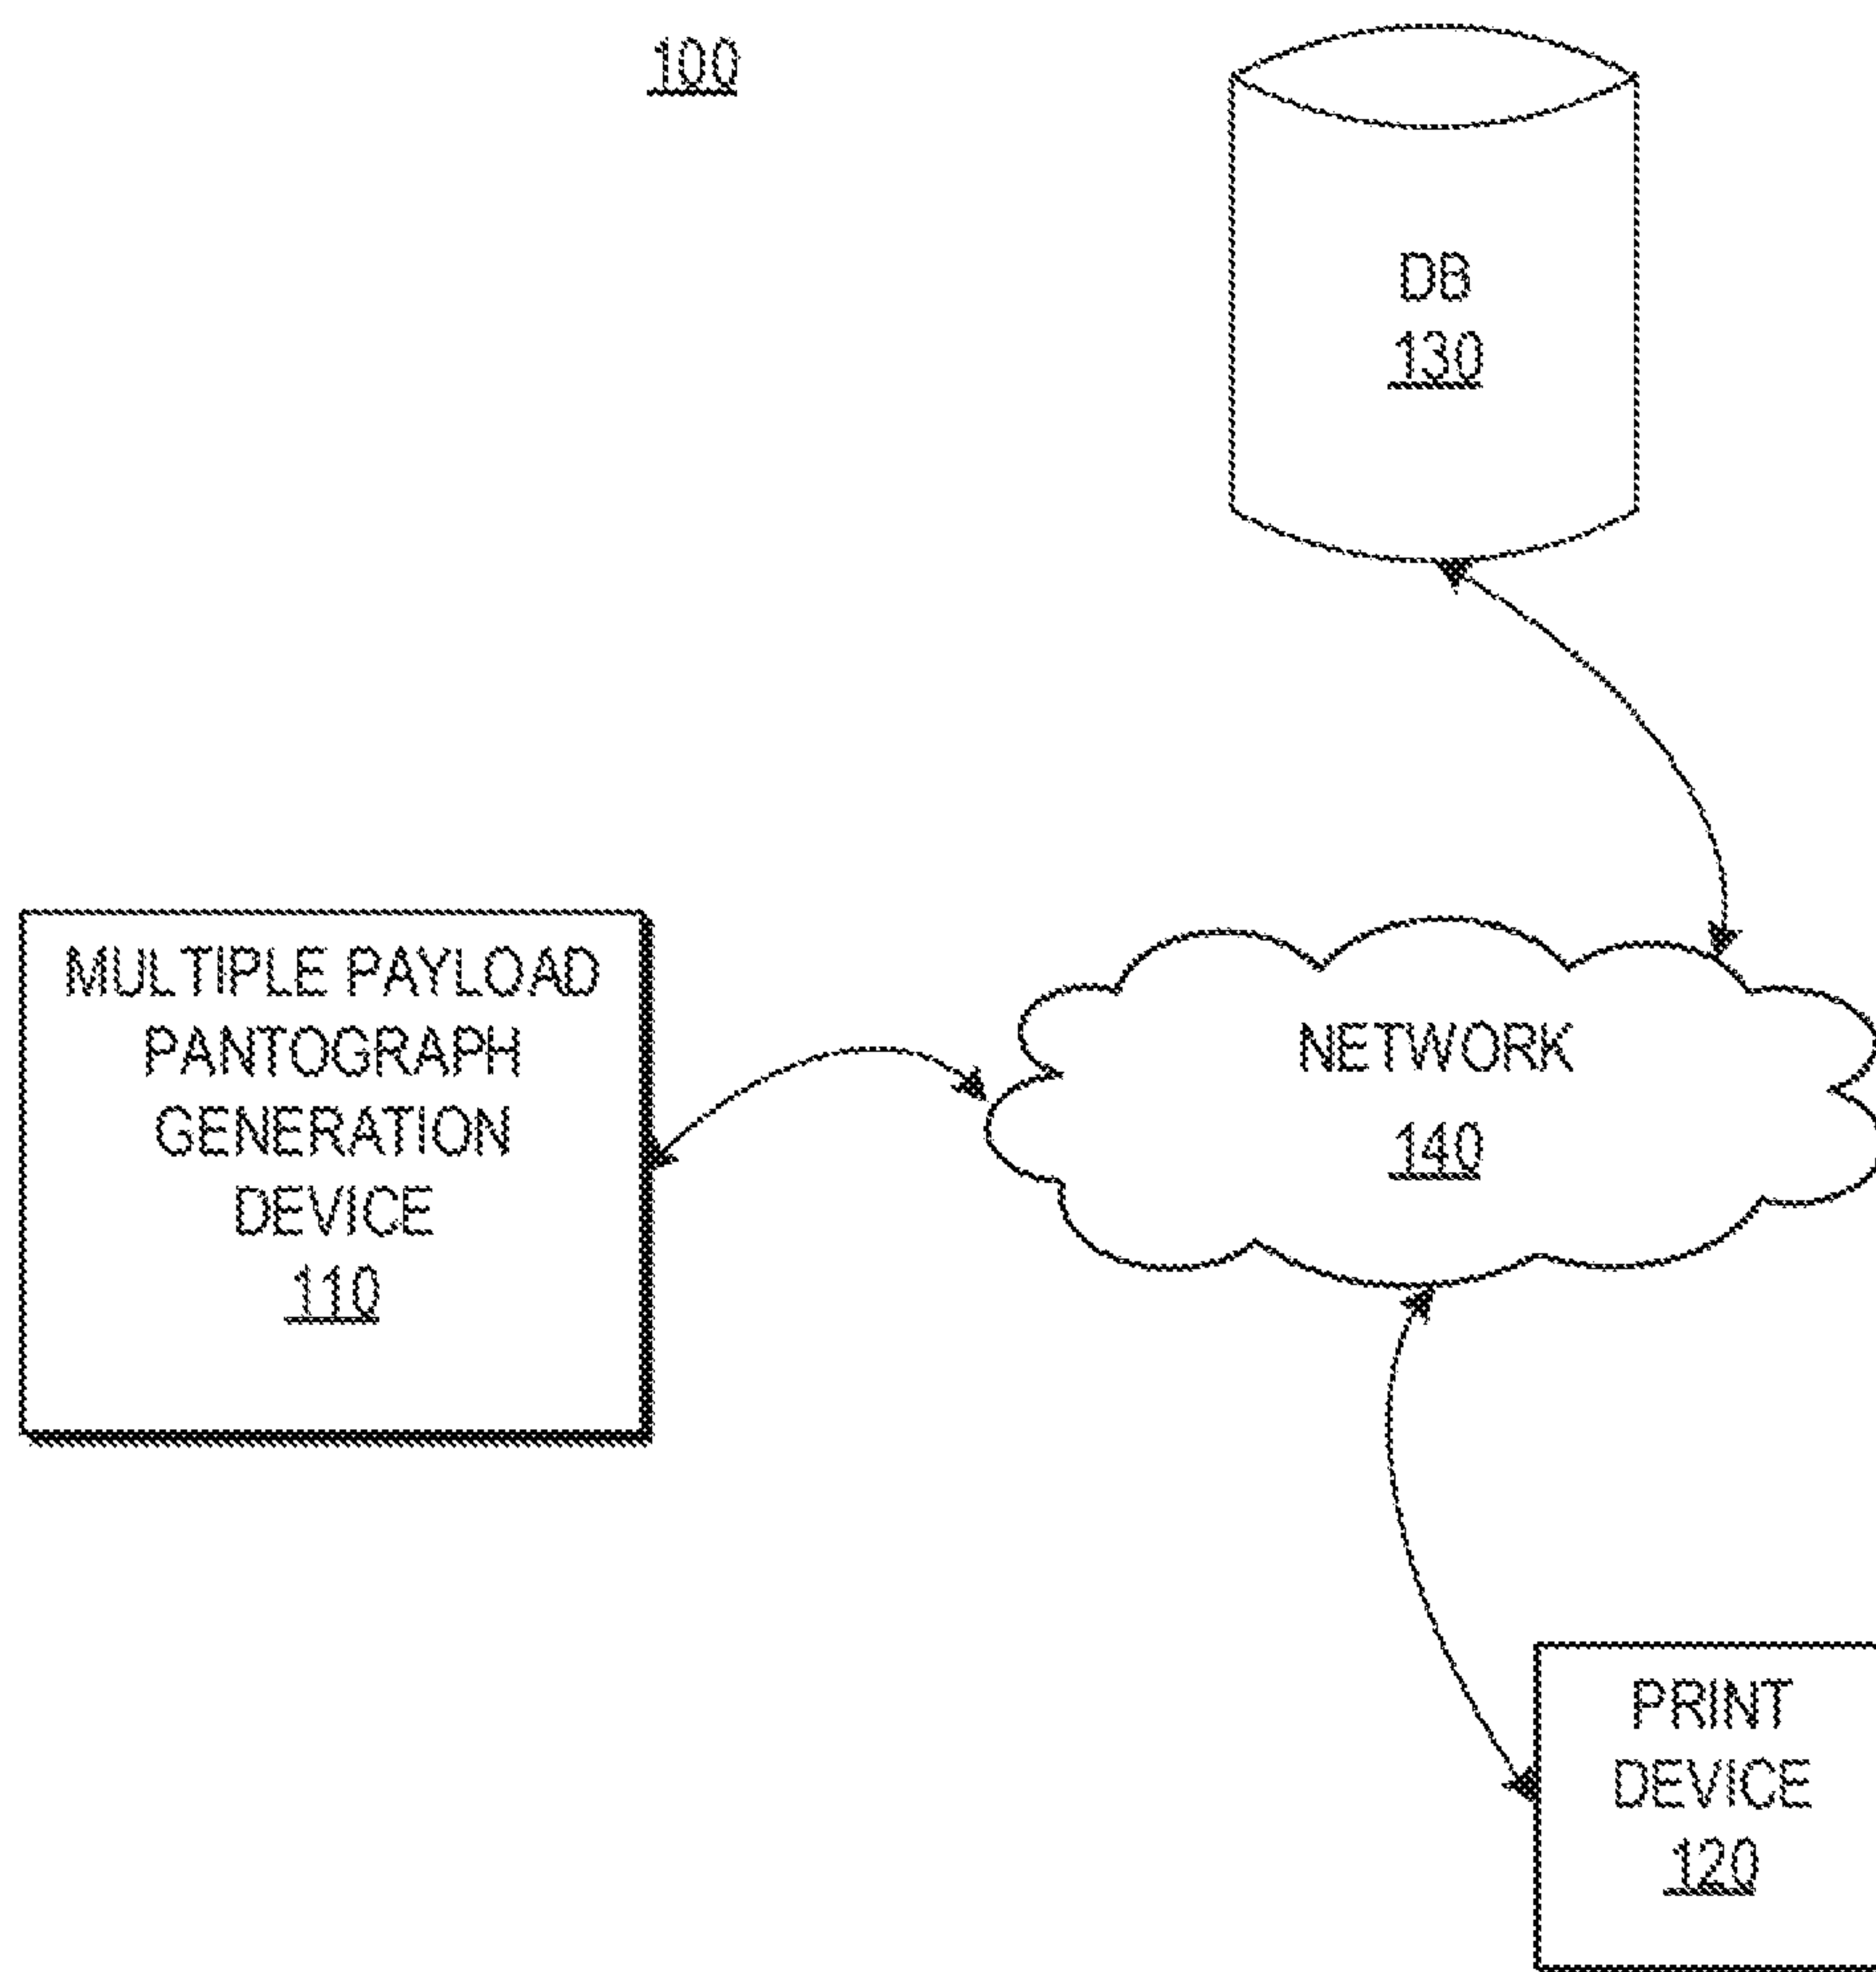 100
DB
130
MULTIPLE PAYLOAD
PANTOGRAPH
GENERATION
DEVICE
110
NETWORK
140
PRINT
DEVICE
120